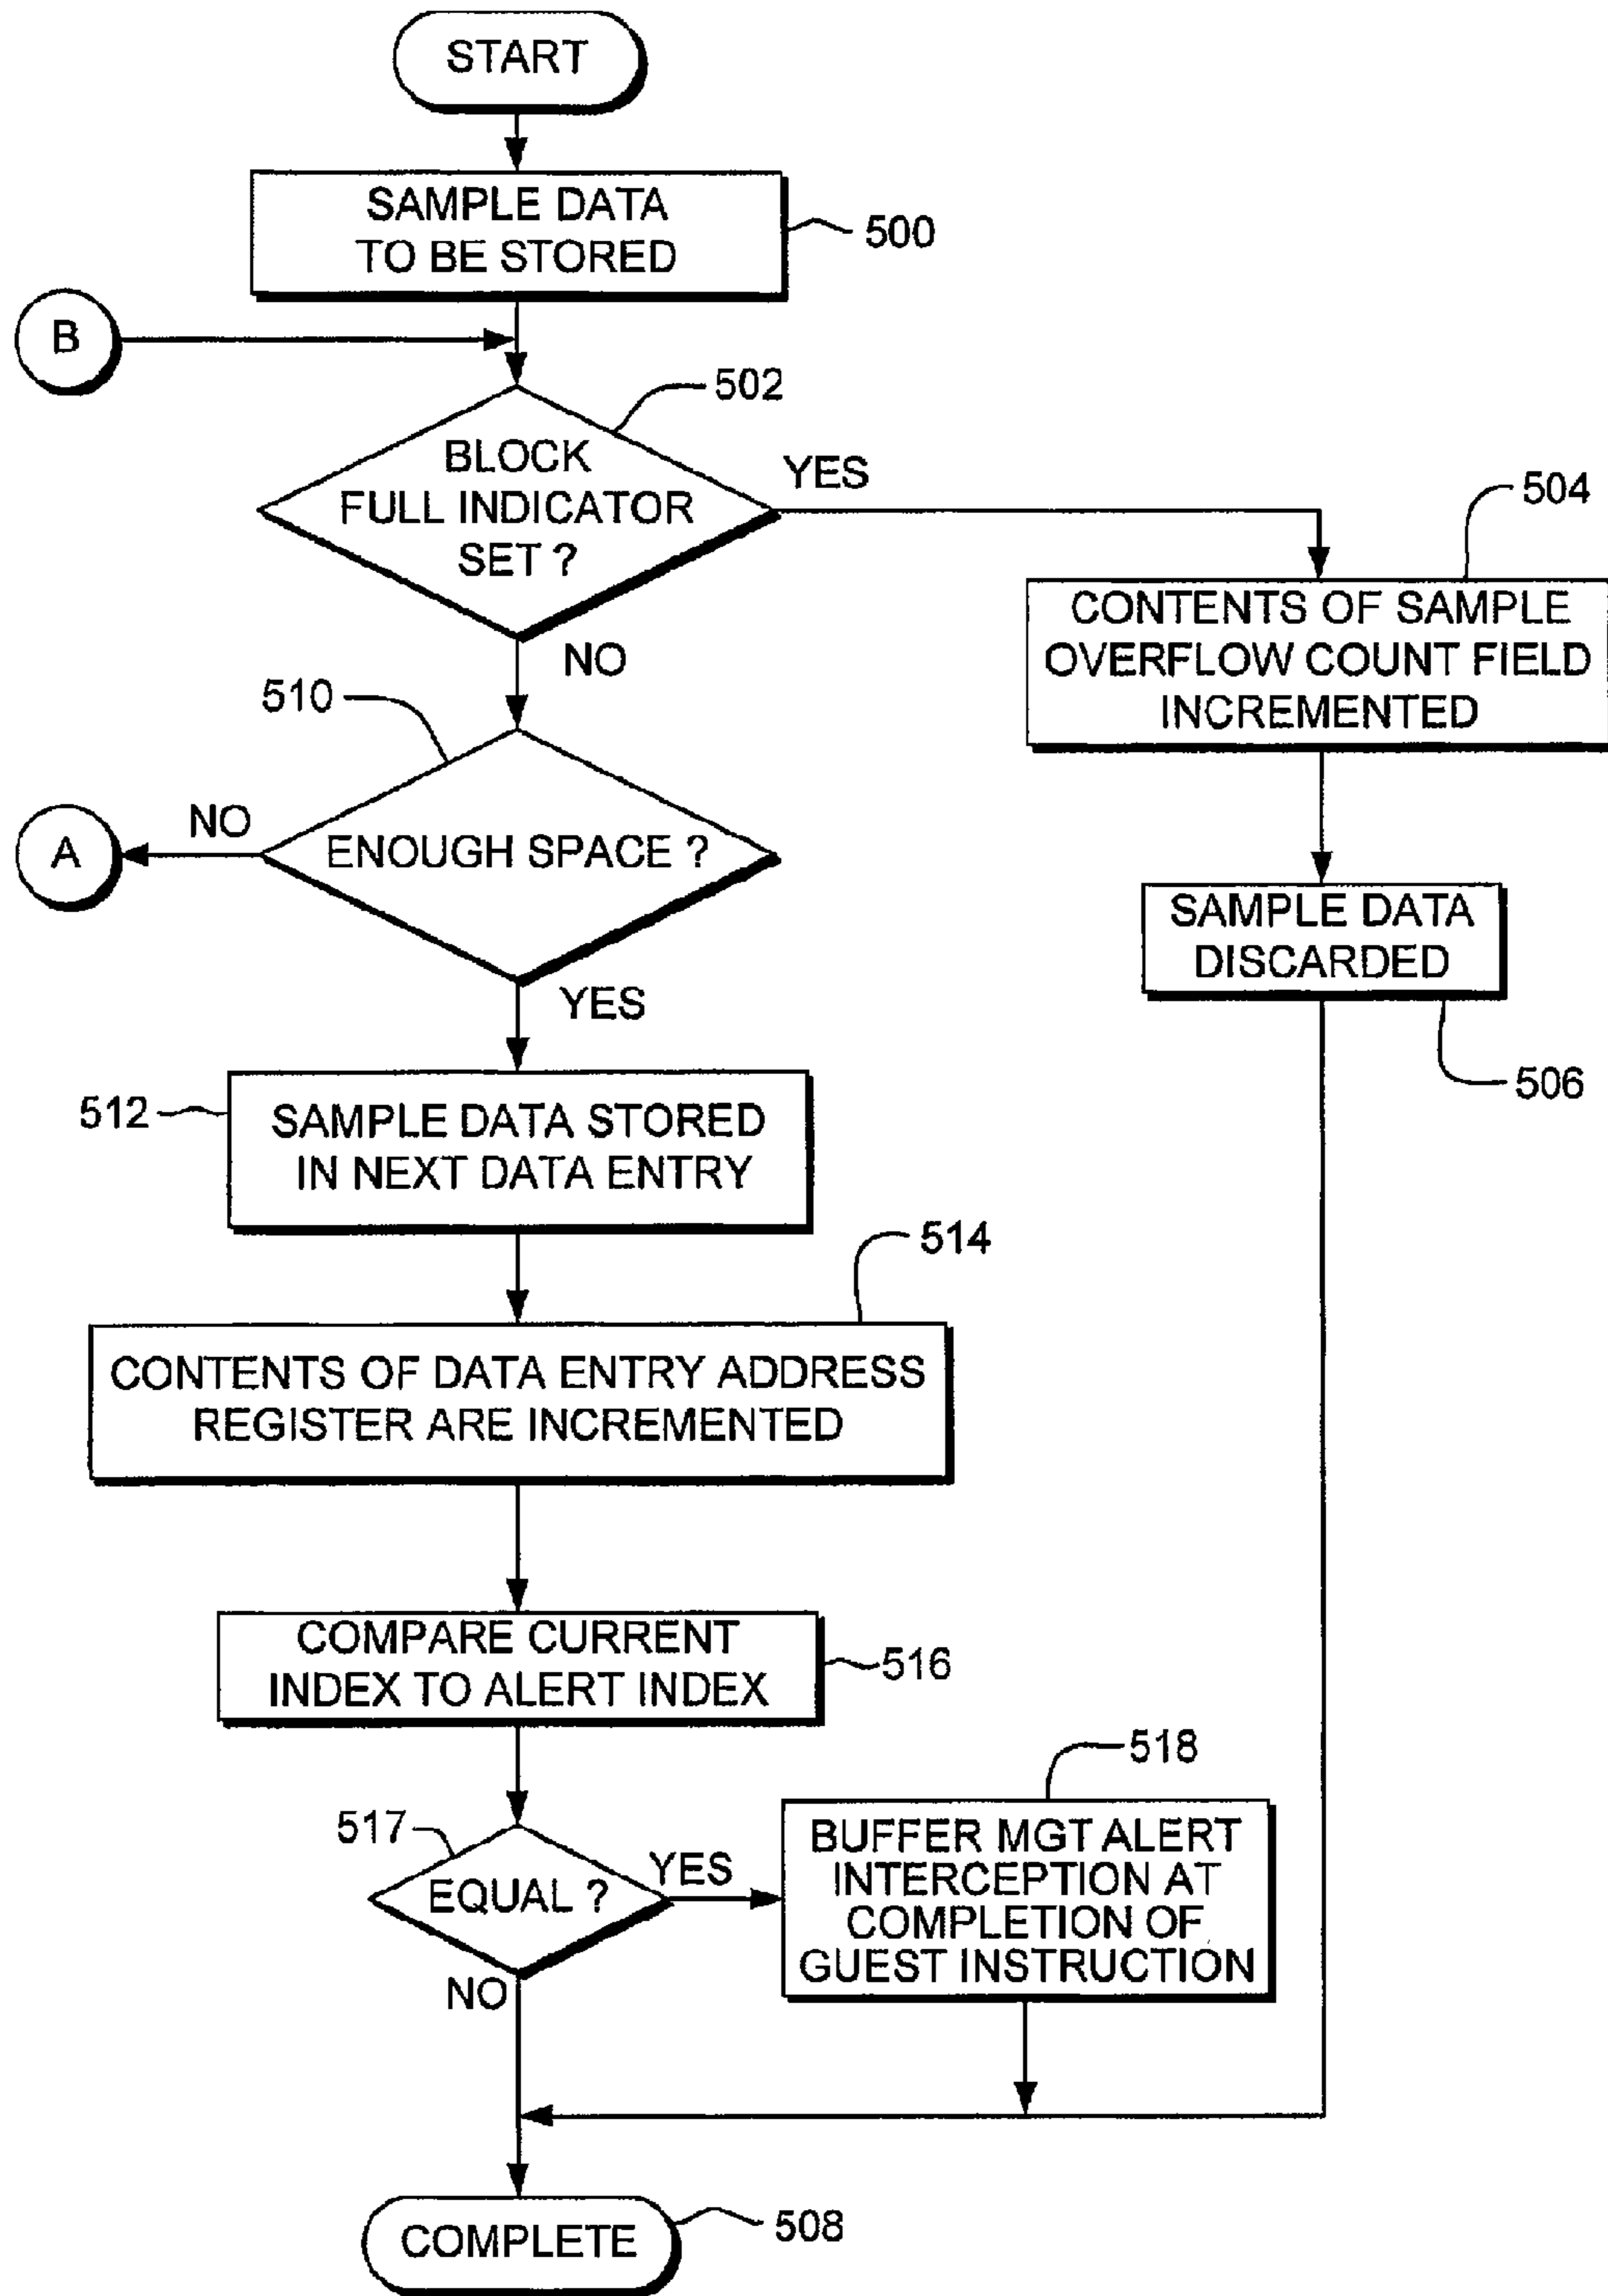 START
SAMPLE DATA
TO BE STORED
500
B
502
BLOCK
FULL INDICATOR
SET ?
YES
NO
504
CONTENTS OF SAMPLE
OVERFLOW COUNT FIELD
INCREMENTED
510
ENOUGH SPACE ?
NO
A
YES
SAMPLE DATA
DISCARDED
506
512
SAMPLE DATA STORED
IN NEXT DATA ENTRY
514
CONTENTS OF DATA ENTRY ADDRESS
REGISTER ARE INCREMENTED
COMPARE CURRENT
INDEX TO ALERT INDEX
516
517
EQUAL ?
YES
NO
518
BUFFER MGT ALERT
INTERCEPTION AT
COMPLETION OF
GUEST INSTRUCTION
COMPLETE
508